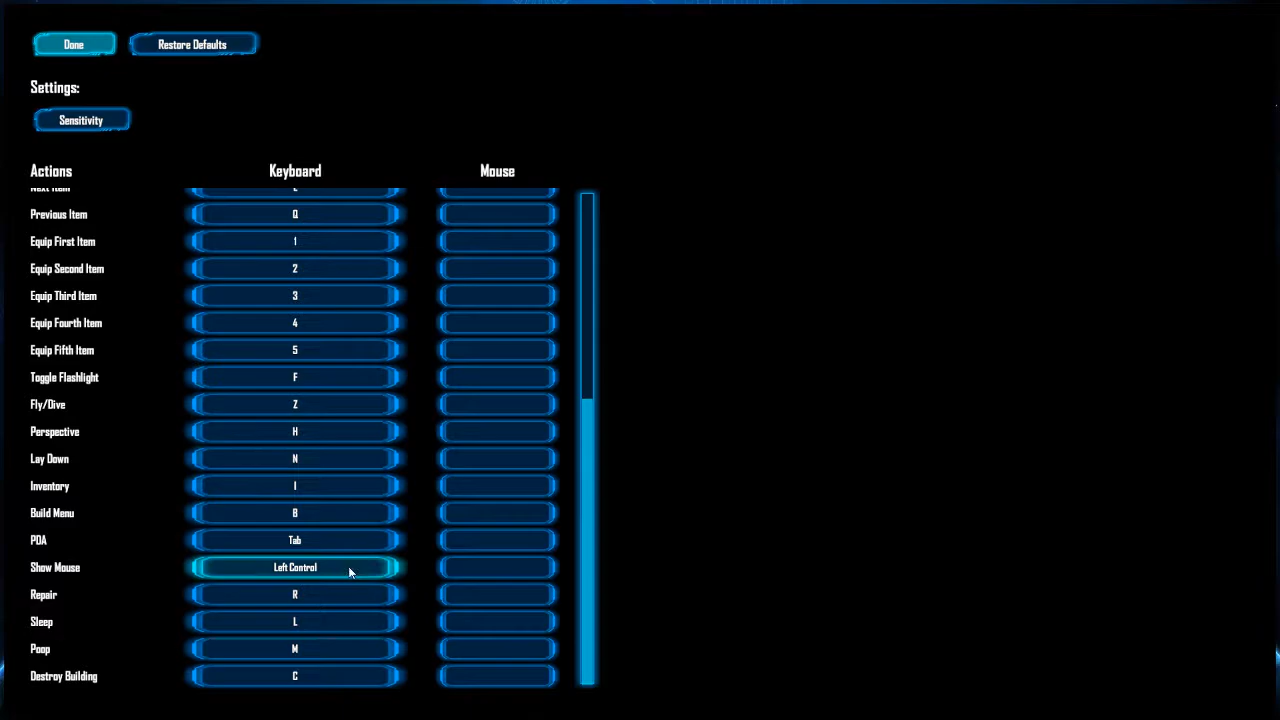 Done Restore Defaults
Settings:
Sensitivity
Actions Keyboard Mouse
Next Item E
Previous Item Q
Equip First Item 1
Equip Second Item 2
Equip Third Item 3
Equip Fourth Item 4
Equip Fifth Item 5
Toggle Flashlight F
Fly/Dive Z
Perspective H
Lay Down N
Inventory I
Build Menu B
PDA Tab
Show Mouse Left Control
Repair R
Sleep L
Poop M
Destroy Building C